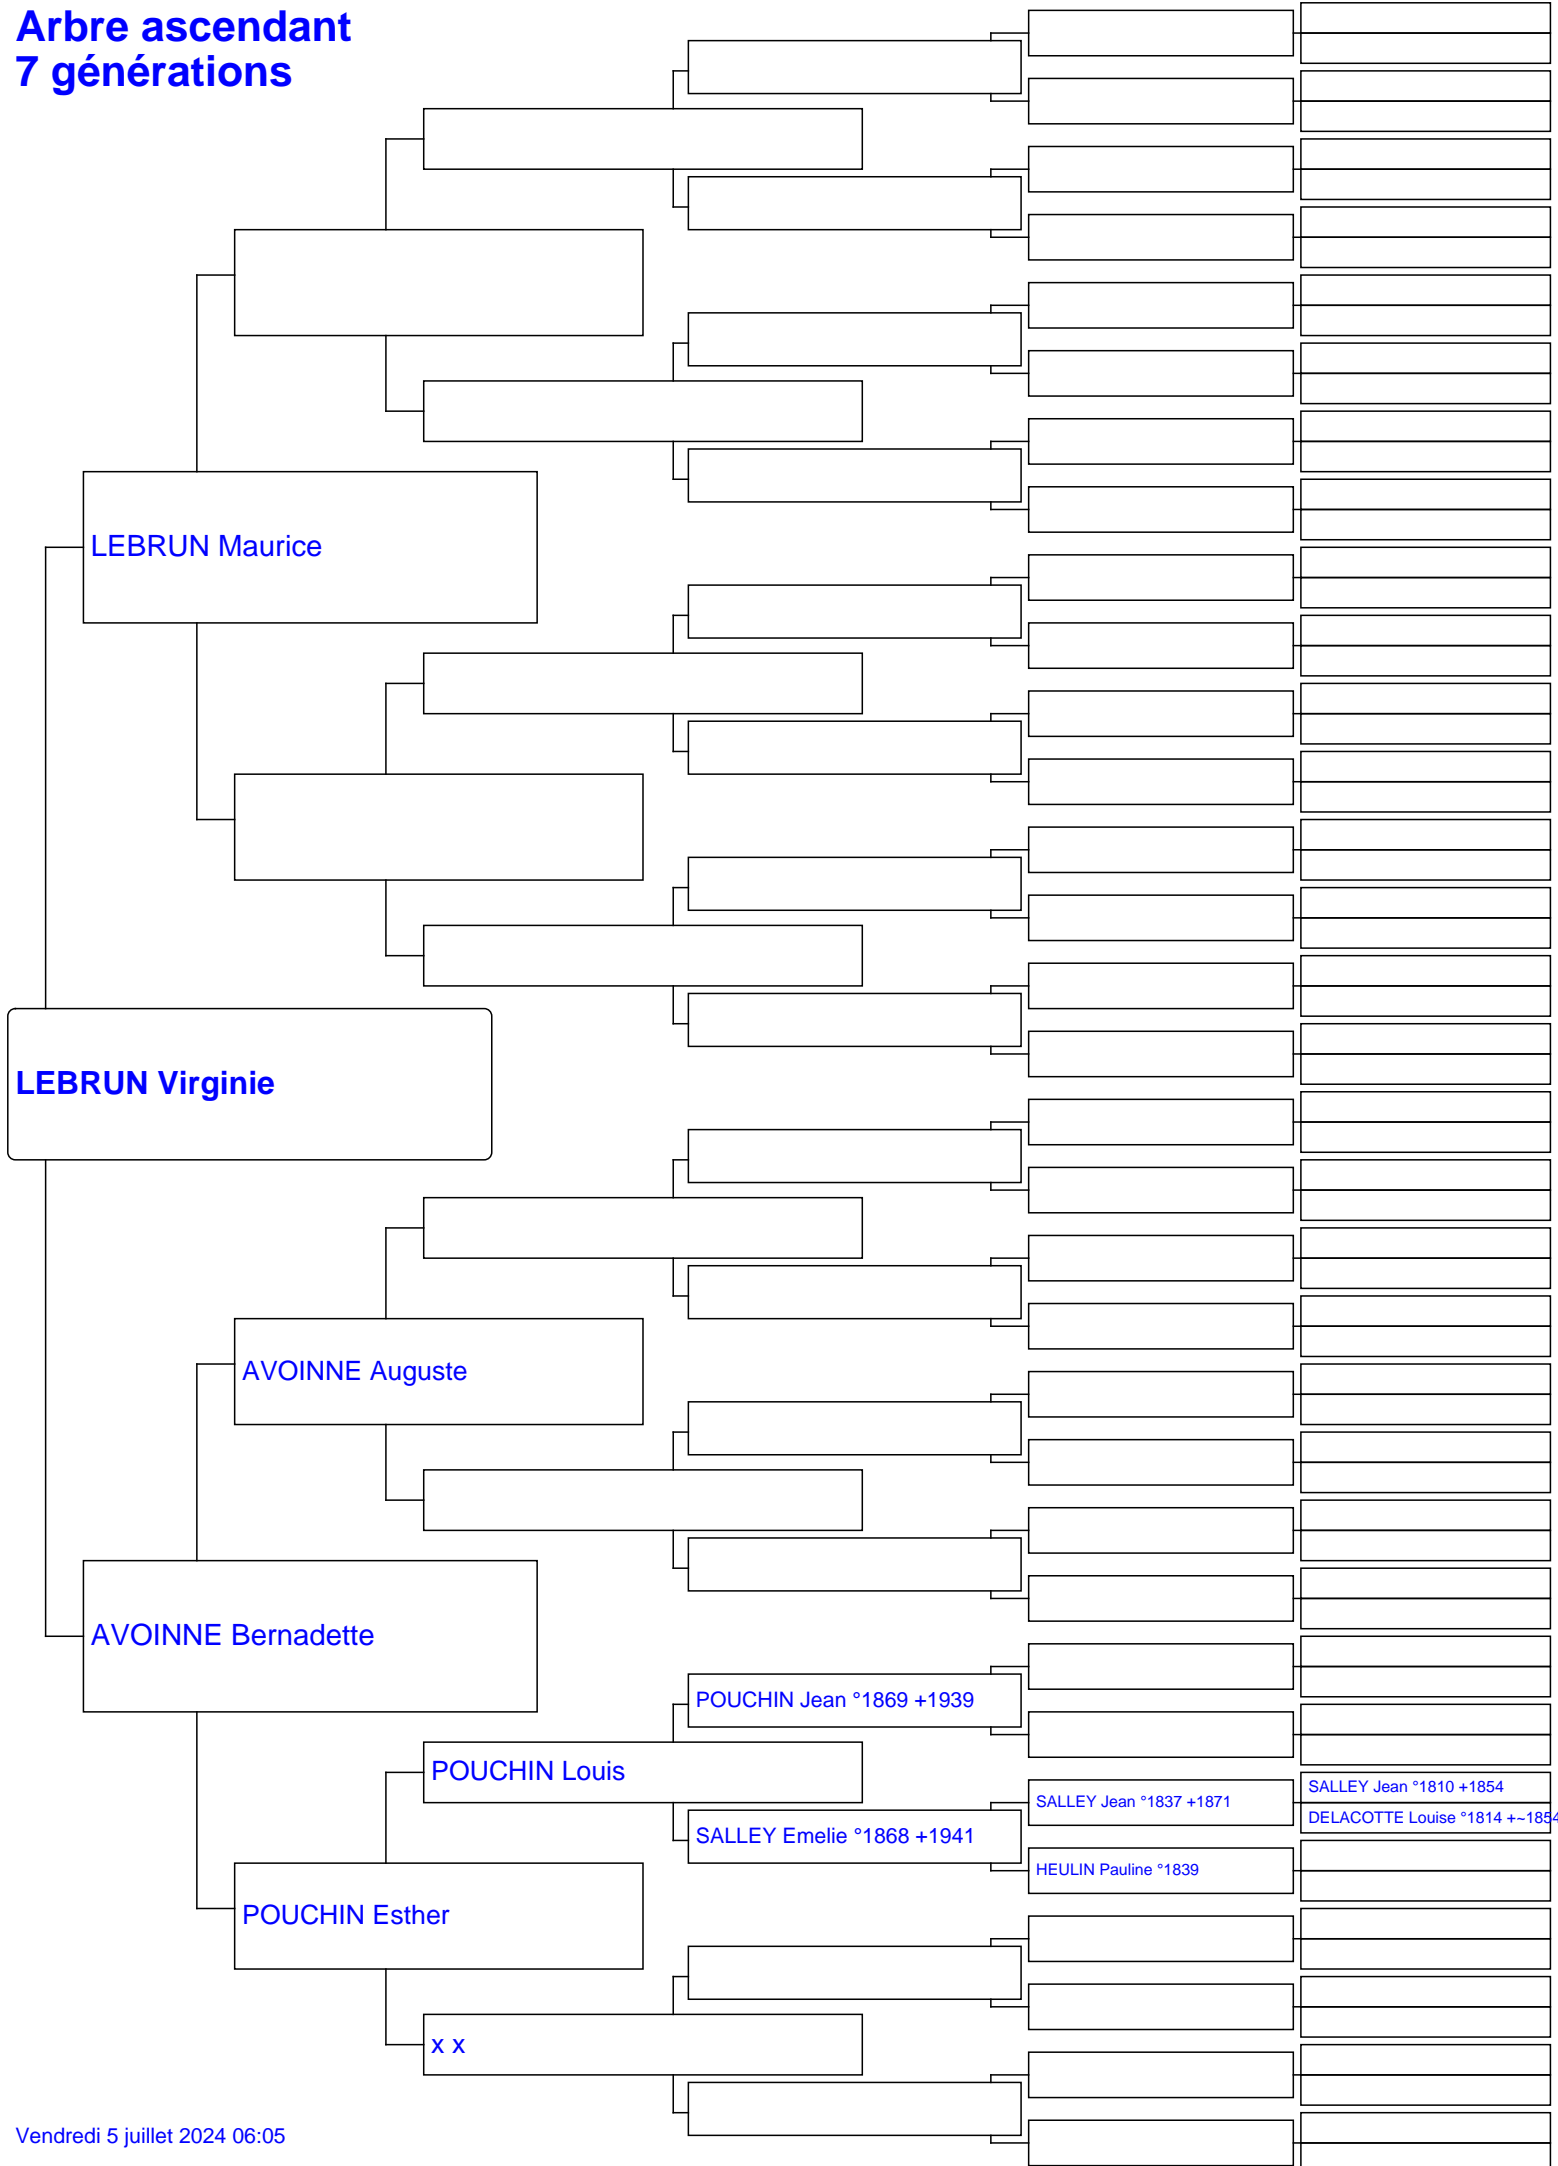 Arbre ascendant
7 générations
LEBRUN Maurice
LEBRUN Virginie
AVOINNE Auguste
AVOINNE Bernadette
POUCHIN Jean °1869 +1939
POUCHIN Louis
SALLEY Jean °1810 +1854
SALLEY Jean °1837 +1871
DELACOTTE Louise °1814 +~1854
SALLEY Emelie °1868 +1941
HEULIN Pauline °1839
POUCHIN Esther
x x
Vendredi 5 juillet 2024 06:05